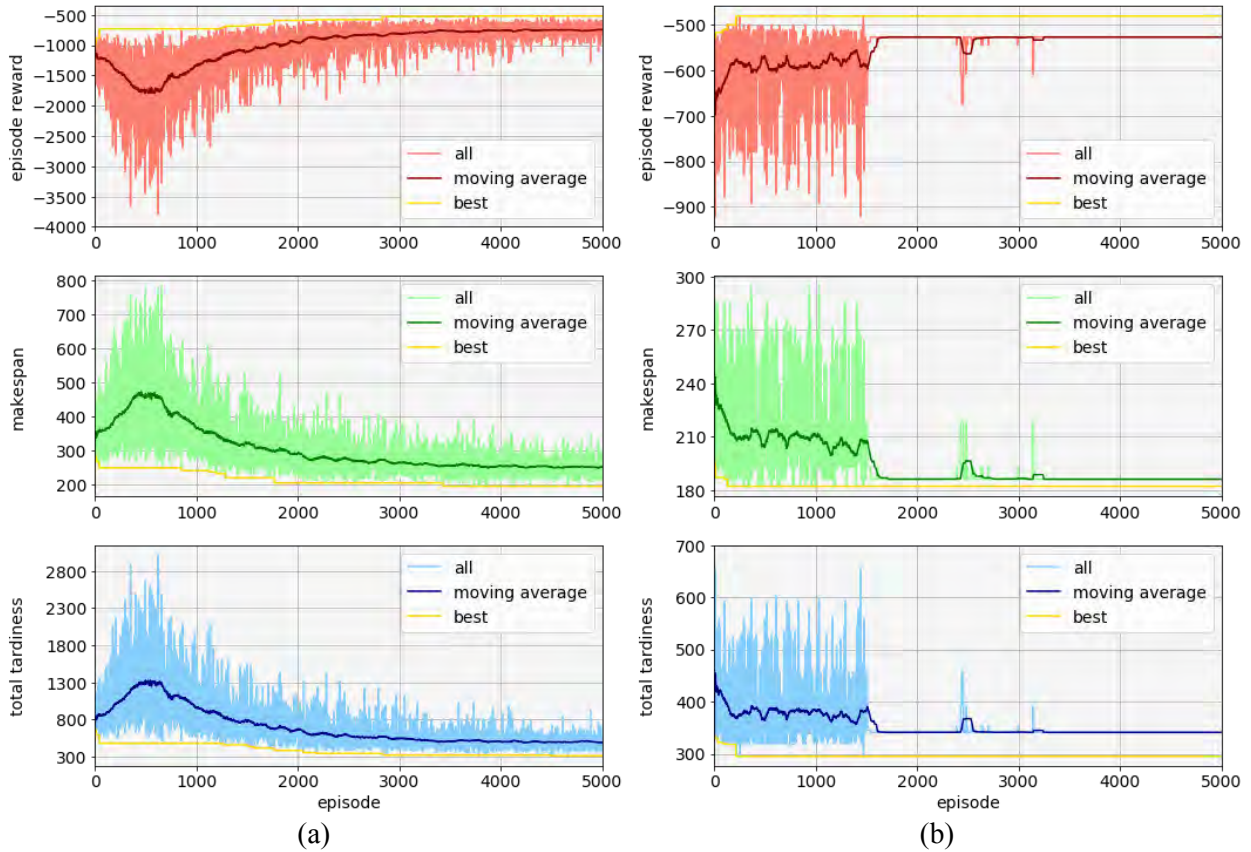 −500
−1000
−1500
−2000
−2500
−3000
−3500
−4000
episode reward
all
moving average
best
0 1000 2000 3000 4000 5000
−500
−600
−700
−800
−900
episode reward
all
moving average
best
0 1000 2000 3000 4000 5000
800
700
600
500
400
300
200
makespan
all
moving average
best
0 1000 2000 3000 4000 5000
300
270
240
210
180
makespan
all
moving average
best
0 1000 2000 3000 4000 5000
2800
2300
1800
1300
800
300
total tardiness
all
moving average
best
0 1000 2000 3000 4000 5000
episode
700
600
500
400
300
total tardiness
all
moving average
best
0 1000 2000 3000 4000 5000
episode
(a)
(b)